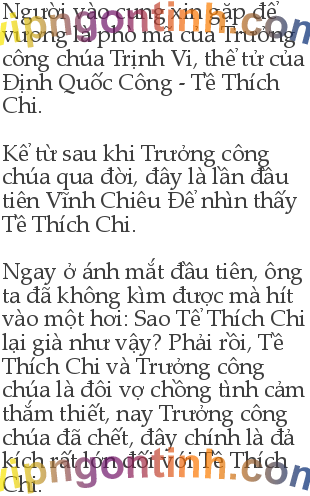 Người vào cung xin gặp đế
vương là phò mã của Trưởng
công chúa Trịnh Vi, thế tử của
Định Quốc Công - Tề Thích
Chi.
Kể từ sau khi Trưởng công
chúa qua đời, đây là lần đầu
tiên Vĩnh Chiêu Đế nhìn thấy
Tề Thích Chi.
Ngay ở ánh mắt đầu tiên, ông
ta đã không kìm được mà hít
vào một hơi: Sao Tề Thích Chi
lại già như vậy? Phải rồi, Tề
Thích Chi và Trưởng công
chúa là đôi vợ chồng tình cảm
thắm thiết, nay Trưởng công
chúa đã chết, đây chính là đả
kích rất lớn đối với Tề Thích
Chi.
vipngontinh.com
vipngontinh.com